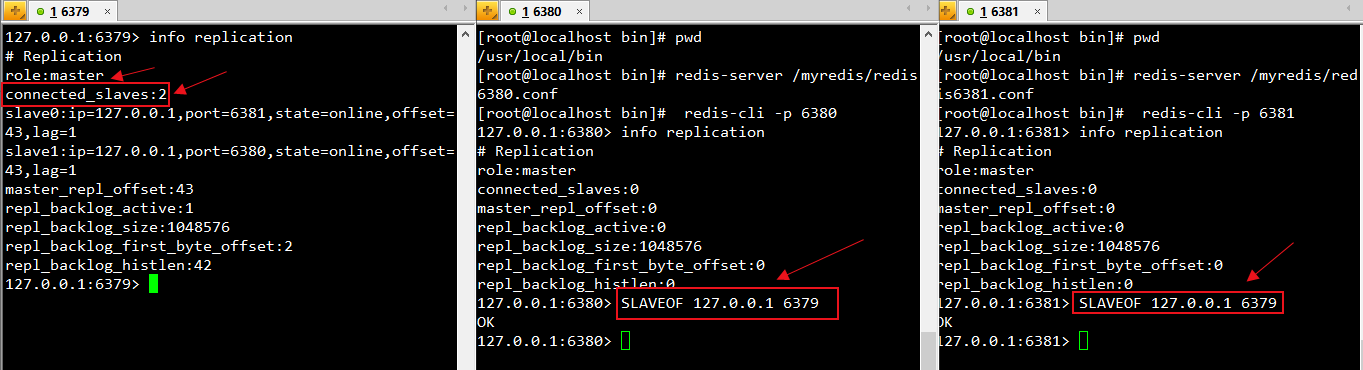 1 6379
127.0.0.1:6379> info replication
# Replication
role:master
connected_slaves:2
slave0:ip=127.0.0.1,port=6381,state=online,offset=
43,lag=1
slave1:ip=127.0.0.1,port=6380,state=online,offset=
43,lag=1
master_repl_offset:43
repl_backlog_active:1
repl_backlog_size:1048576
repl_backlog_first_byte_offset:2
repl_backlog_histlen:42
127.0.0.1:6379>
1 6380
[root@localhost bin]# pwd
/usr/local/bin
[root@localhost bin]# redis-server /myredis/redis
6380.conf
[root@localhost bin]#  redis-cli -p 6380
127.0.0.1:6380> info replication
# Replication
role:master
connected_slaves:0
master_repl_offset:0
repl_backlog_active:0
repl_backlog_size:1048576
repl_backlog_first_byte_offset:0
repl_backlog_histlen:0
127.0.0.1:6380> SLAVEOF 127.0.0.1 6379
OK
127.0.0.1:6380>
1 6381
[root@localhost bin]# pwd
/usr/local/bin
[root@localhost bin]# redis-server /myredis/red
is6381.conf
[root@localhost bin]#  redis-cli -p 6381
127.0.0.1:6381> info replication
# Replication
role:master
connected_slaves:0
master_repl_offset:0
repl_backlog_active:0
repl_backlog_size:1048576
repl_backlog_first_byte_offset:0
repl_backlog_histlen:0
127.0.0.1:6381> SLAVEOF 127.0.0.1 6379
OK
127.0.0.1:6381>